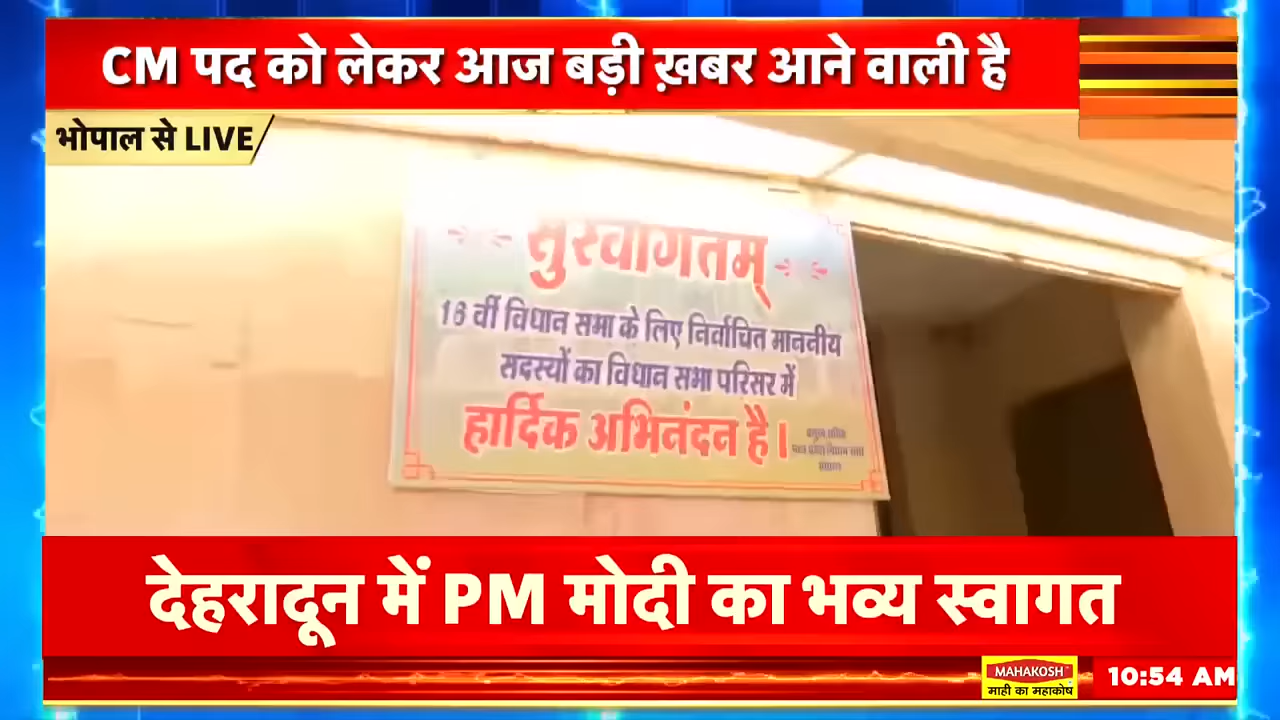 CM पद को लेकर आज बड़ी ख़बर आने वाली है
भोपाल से LIVE
सुस्वागतम्
16 वीं विधान सभा के लिए निर्वाचित माननीय
सदस्यों का विधान सभा परिसर में
हार्दिक अभिनंदन है।
देहरादून में PM मोदी का भव्य स्वागत
MAHAKOSH
माही का महाकोष
10:54 AM